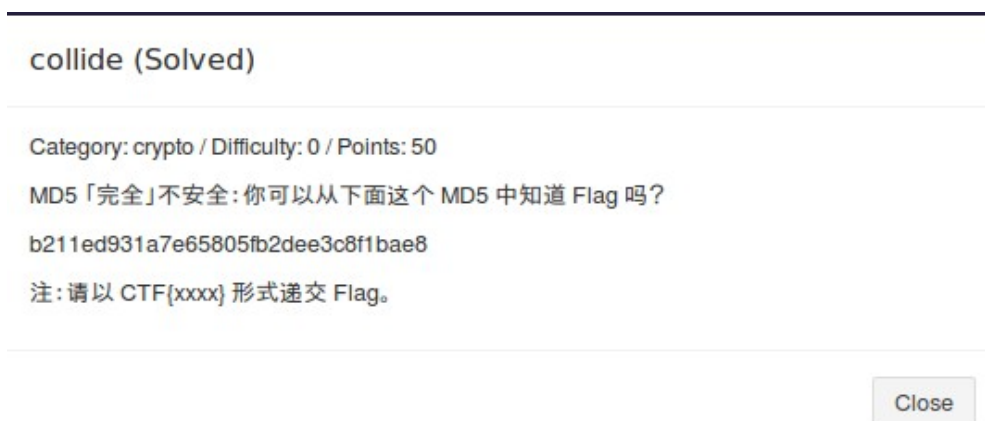 collide (Solved)
Category: crypto / Difficulty: 0 / Points: 50
MD5「完全」不安全:你可以从下面这个 MD5 中知道 Flag 吗?
b211ed931a7e65805fb2dee3c8f1bae8
注:请以 CTF{xxxx} 形式递交 Flag。
Close